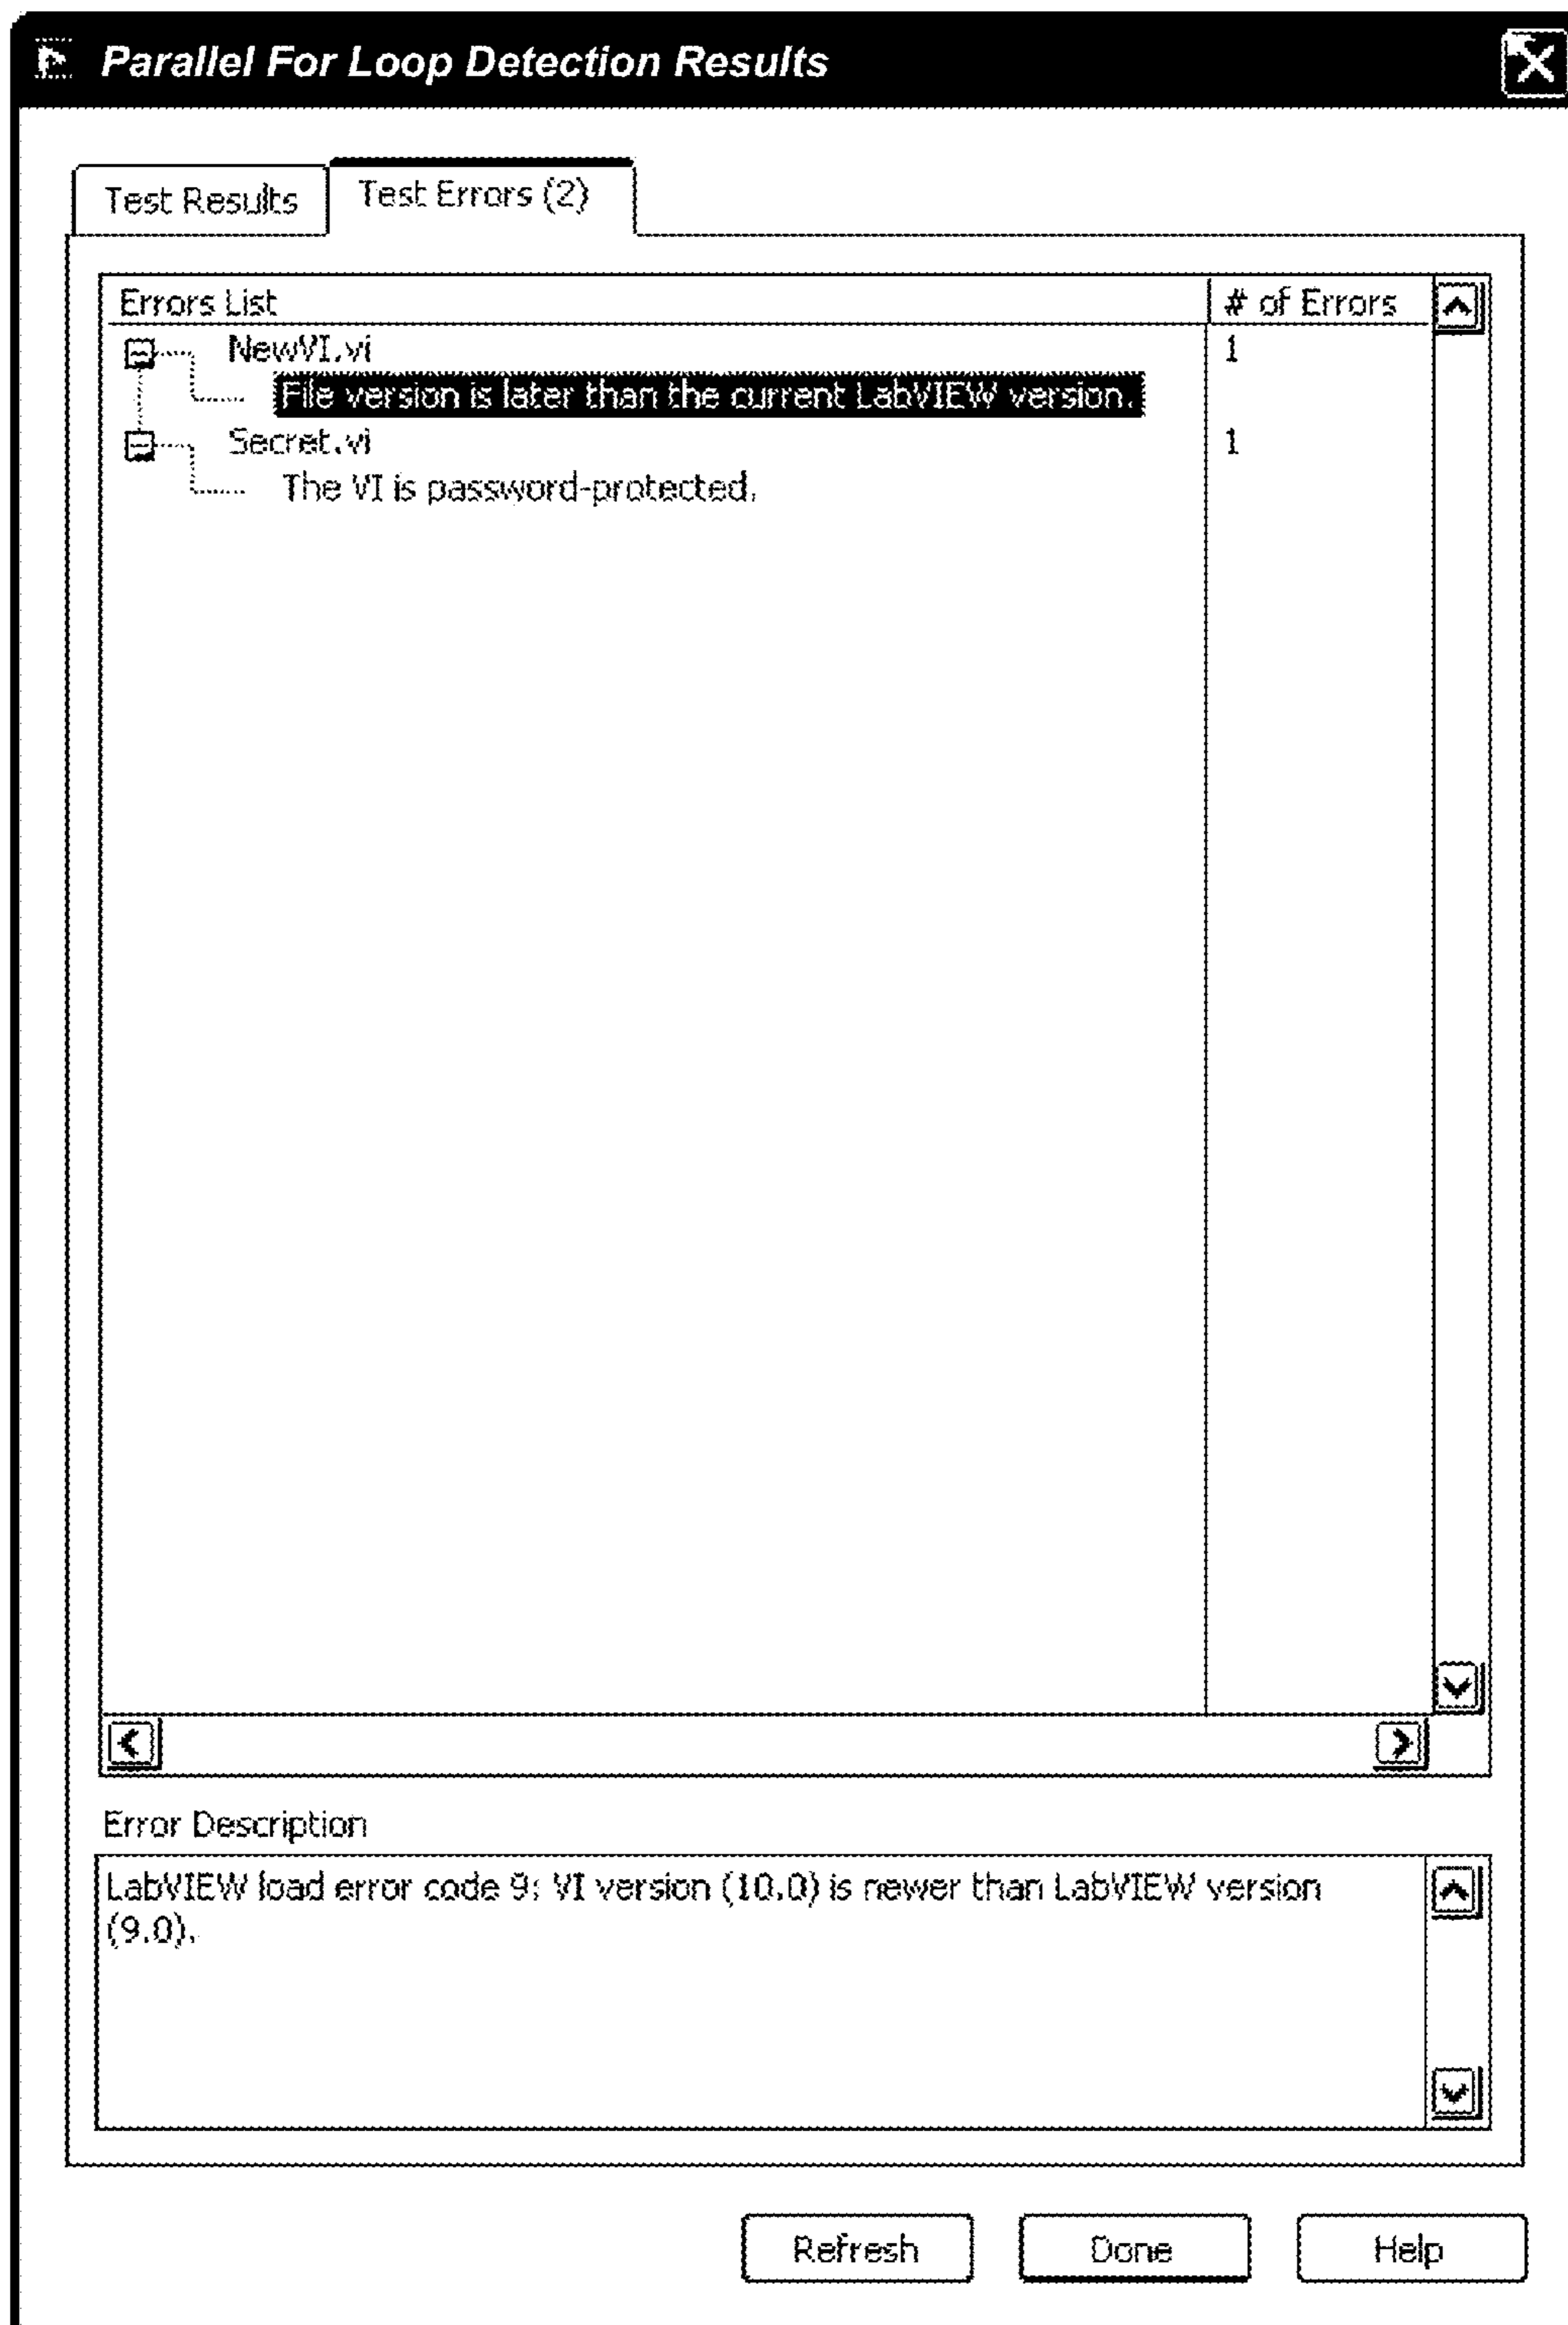 Parallel For Loop Detection Results
Test Results Test Errors (2)
Errors List # of Errors
NewVI.vi 1
File version is later than the current LabVIEW version.
Secret.vi 1
The VI is password-protected.
Error Description
LabVIEW load error code 9: VI version (10.0) is newer than LabVIEW version
(9.0).
Refresh Done Help